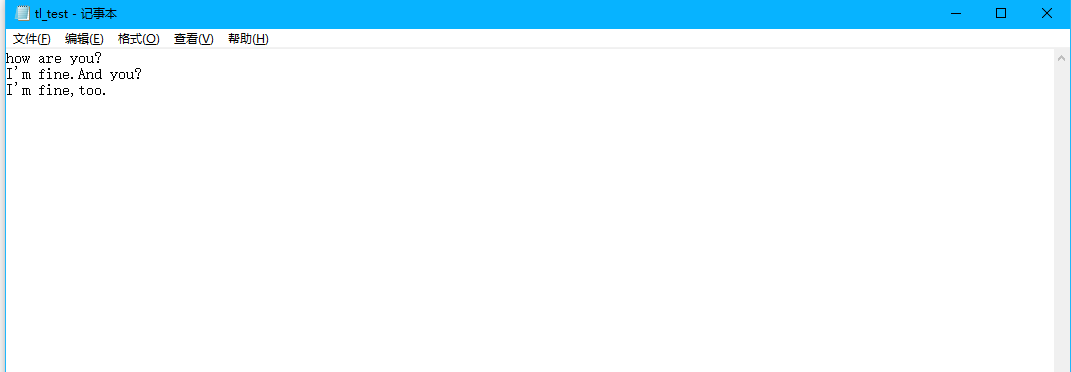 tl_test - 记事本
文件(F) 编辑(E) 格式(O) 查看(V) 帮助(H)
how are you?
I'm fine.And you?
I'm fine,too.